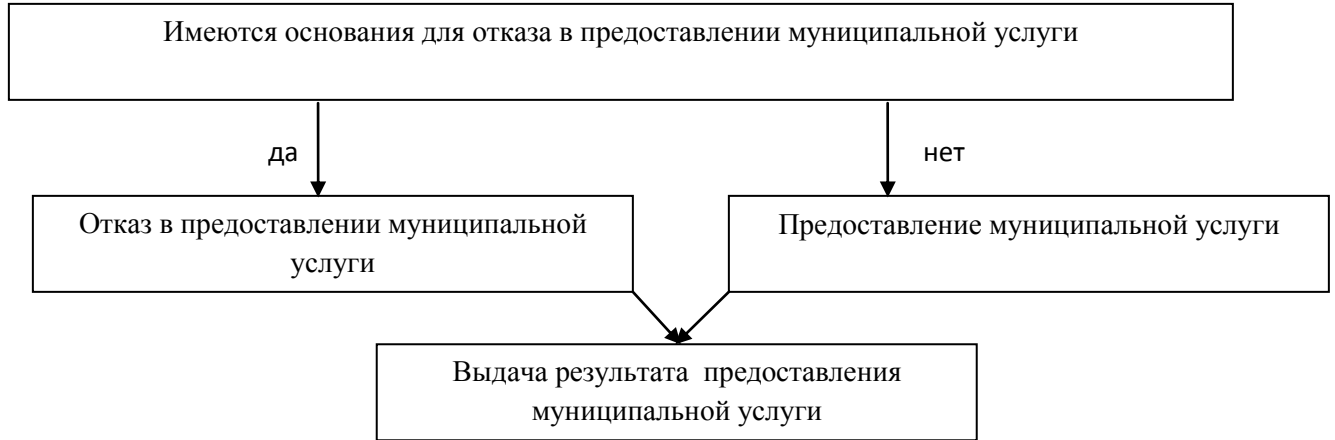 Имеются основания для отказа в предоставлении муниципальной услуги
да
нет
Отказ в предоставлении муниципальной
услуги
Предоставление муниципальной услуги
Выдача результата предоставления
муниципальной услуги